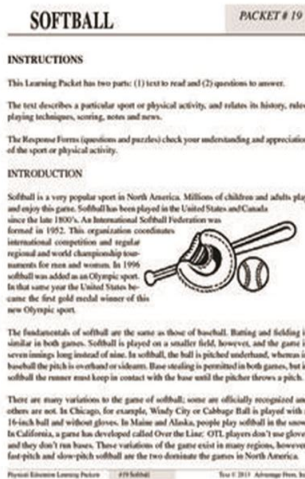 SOFTBALL
PACKET # 19
INSTRUCTIONS
This Learning Packet has two parts: (1) text to read and (2) questions to answer.
The text describes a particular sport or physical activity, and relates its history, rules,
playing techniques, scoring, notes and news.
The Response Forms (questions and puzzles) check your understanding and appreciation
of the sport or physical activity.
INTRODUCTION
Softball is a very popular sport in North America. Millions of children and adults play
and enjoy this game. Softball has been played in the United States and Canada
since the late 1800's. An International Softball Federation was
formed in 1952. This organization coordinates
international competition and regular
regional and world championship tour-
naments for men and women. In 1996
softball was added as an Olympic sport.
In that same year the United States be-
came the first gold medal winner of this
new Olympic sport.
The fundamentals of softball are the same as those of baseball. Batting and fielding
similar in both games. Softball is played on a smaller field, however, and the game i
seven innings long instead of nine. In softball, the ball is pitched underhand, whereas i
baseball the pitch is overhand or sidearm. Base stealing is permitted in both games, but i
softball the runner must keep in contact with the base until the pitcher throws a pitch.
There are many variations to the game of softball; some are officially recognized an
others are not. In Chicago, for example, Windy City or Cabbage Ball is played with
16-inch ball and without gloves. In Maine and Alaska, people play softball in the snow
In California, a game has developed called Over the Line: OTL players don't use glove
and they don't run bases. These variations of the game exist in many regions, however
fast-pitch and slow-pitch softball are the two dominate the games in North America.
Physical Education Learning Packets
#19 Softball
Text © 2013 Advantage Press, I